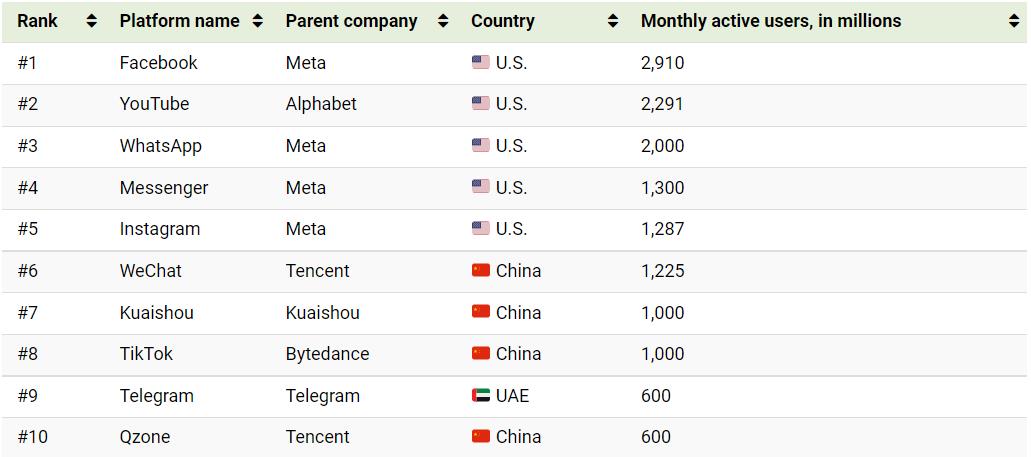 Rank Platform name Parent company Country Monthly active users, in millions
#1 Facebook Meta U.S. 2,910
#2 YouTube Alphabet U.S. 2,291
#3 WhatsApp Meta U.S. 2,000
#4 Messenger Meta U.S. 1,300
#5 Instagram Meta U.S. 1,287
#6 WeChat Tencent China 1,225
#7 Kuaishou Kuaishou China 1,000
#8 TikTok Bytedance China 1,000
#9 Telegram Telegram UAE 600
#10 Qzone Tencent China 600